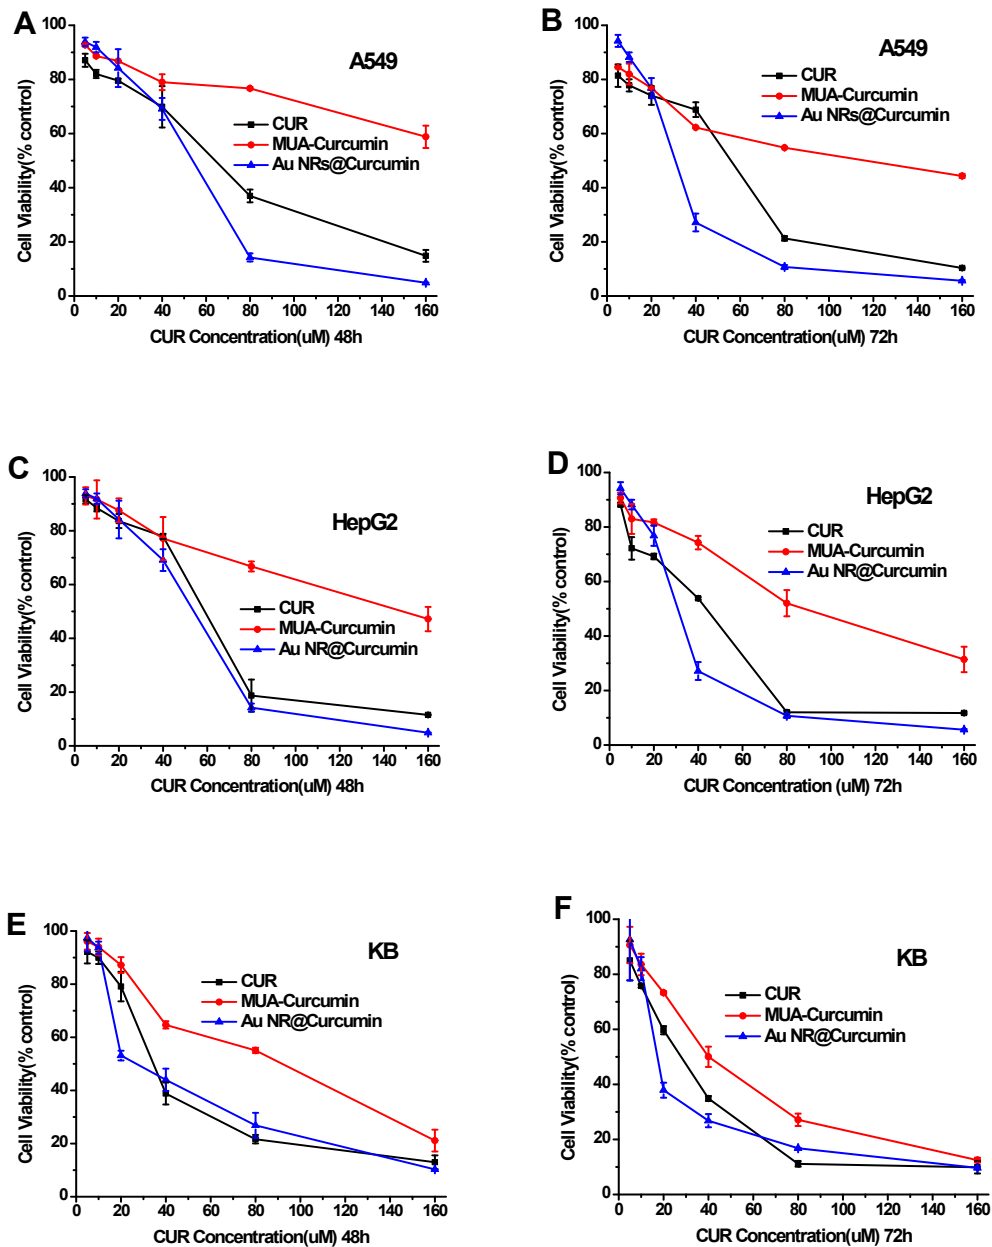 A
A549
CUR
MUA-Curcumin
Au NRs@Curcumin
Cell Viability(% control)
100
80
60
40
20
0
0 20 40 60 80 100 120 140 160
CUR Concentration(uM) 48h
B
A549
CUR
MUA-Curcumin
Au NRs@Curcumin
Cell Viability(% control)
100
80
60
40
20
0
0 20 40 60 80 100 120 140 160
CUR Concentration(uM) 72h
C
HepG2
CUR
MUA-Curcumin
Au NR@Curcumin
Cell Viability(% control)
100
80
60
40
20
0
0 20 40 60 80 100 120 140 160
CUR Concentration(uM) 48h
D
HepG2
CUR
MUA-Curcumin
Au NR@Curcumin
Cell Viability(% control)
100
80
60
40
20
0
0 20 40 60 80 100 120 140 160
CUR Concentration (uM) 72h
E
KB
CUR
MUA-Curcumin
Au NR@Curcumin
Cell Viability(% control)
100
80
60
40
20
0
0 20 40 60 80 100 120 140 160
CUR Concentration(uM) 48h
F
KB
CUR
MUA-Curcumin
Au NR@Curcumin
Cell Viability(% control)
100
80
60
40
20
0
0 20 40 60 80 100 120 140 160
CUR Concentration(uM) 72h